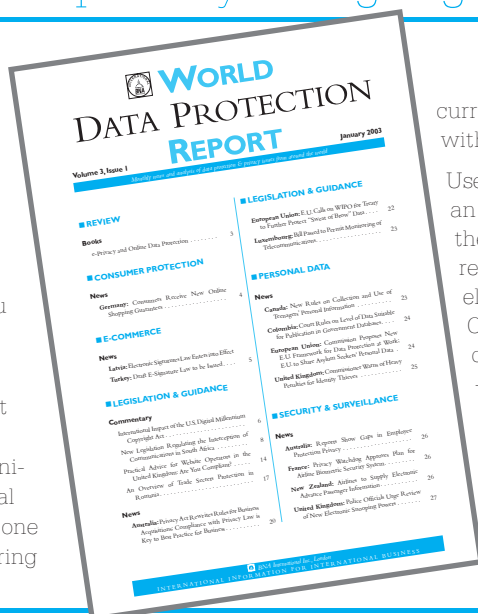 WORLD
DATA PROTECTION
REPORT
Volume 3, Issue 1
January 2003
Monthly news and analysis of data protection & privacy issues from around the world
REVIEW
Books
e-Privacy and Online Data Protection . . . . . . . . 3
CONSUMER PROTECTION
News
Germany: Consumers Receive New Online
Shopping Guarantees . . . . . . . . . . . . . . . . . . 4
E-COMMERCE
News
Latvia: Electronic Signatures Law Enters into Effect
Turkey: Draft E-Signature Law to be Issued . . . . 5
LEGISLATION & GUIDANCE
Commentary
International Impact of the U.S. Digital Millennium
Copyright Act . . . . . . . . . . . . . . . . . . . . . . . 6
New Legislation Regulating the Interception of
Communications in South Africa . . . . . . . . . 8
Practical Advice for Website Operators in the
United Kingdom: Are You Compliant? . . . . 14
An Overview of Trade Secrets Protection in
Romania . . . . . . . . . . . . . . . . . . . . . . . . . . 17
News
Australia: Privacy Act Rewrites Rules for Business
Acquisitions: Compliance with Privacy Law is
Key to Best Practice for Business . . . . . . . . . 20
LEGISLATION & GUIDANCE
European Union: E.U. Calls on WIPO for Treaty
to Further Protect "Sweat of Brow" Data . . . . 22
Luxembourg: Bill Passed to Permit Monitoring of
Telecommunications . . . . . . . . . . . . . . . . . . 23
PERSONAL DATA
News
Canada: New Rules on Collection and Use of
Teenagers' Personal Information . . . . . . . . . 23
Colombia: Court Rules on Level of Data Suitable
for Publication in Government Databases . . . . 24
European Union: Commission Proposes New
E.U. Framework for Data Protection at Work;
E.U. to Share Asylum Seekers' Personal Data . . 24
United Kingdom: Commissioner Warns of Heavy
Penalties for Identity Thieves . . . . . . . . . . . 25
SECURITY & SURVEILLANCE
News
Australia: Reports Show Gaps in Employer
Protection Privacy . . . . . . . . . . . . . . . . . . 26
France: Privacy Watchdog Approves Plan for
Airline Biometric Security System . . . . . . . . 26
New Zealand: Airlines to Supply Electronic
Advance Passenger Information . . . . . . . . . 26
United Kingdom: Police Officials Urge Review
of New Electronic Snooping Powers . . . . . . . 27
BNA International Inc., London
INTERNATIONAL INFORMATION FOR INTERNATIONAL BUSINESS
curr
with
Use
an
the
re
el
C
u
t
ni-
al
one
ring